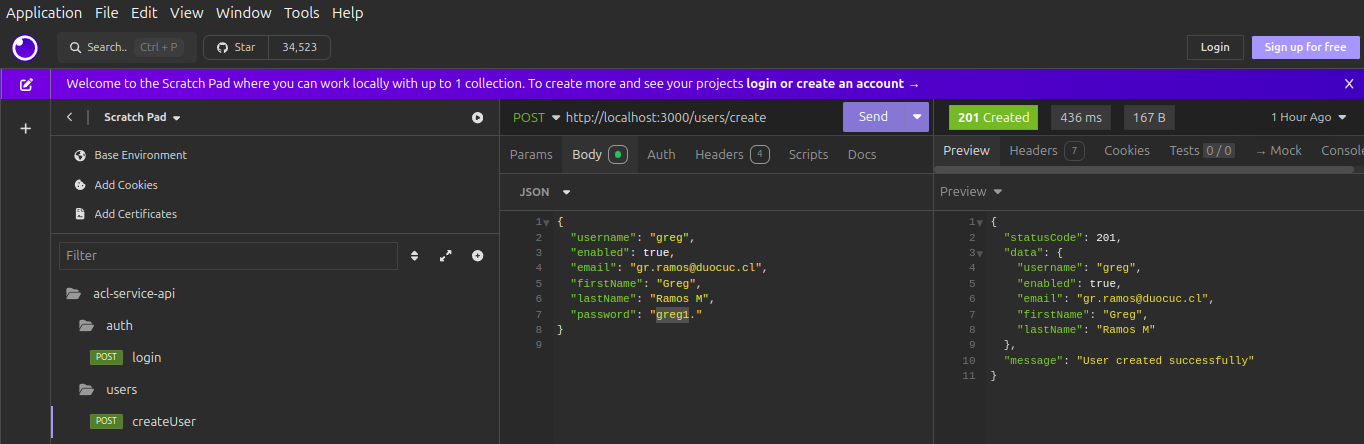 Application File Edit View Window Tools Help
Search.. Ctrl + P Star 34,523 Login Sign up for free
Welcome to the Scratch Pad where you can work locally with up to 1 collection. To create more and see your projects login or create an account →
Scratch Pad
Base Environment
Add Cookies
Add Certificates
Filter
acl-service-api
auth
POST login
users
POST createUser
POST http://localhost:3000/users/create Send
Params Body Auth Headers 4 Scripts Docs
JSON
1 {
2 "username": "greg",
3 "enabled": true,
4 "email": "gr.ramos@duocuc.cl",
5 "firstName": "Greg",
6 "lastName": "Ramos M",
7 "password": "greg1."
8 }
9
201 Created 436 ms 167 B 1 Hour Ago
Preview Headers 7 Cookies Tests 0 / 0 → Mock Console
Preview
1 {
2 "statusCode": 201,
3 "data": {
4 "username": "greg",
5 "enabled": true,
6 "email": "gr.ramos@duocuc.cl",
7 "firstName": "Greg",
8 "lastName": "Ramos M"
9 },
10 "message": "User created successfully"
11 }